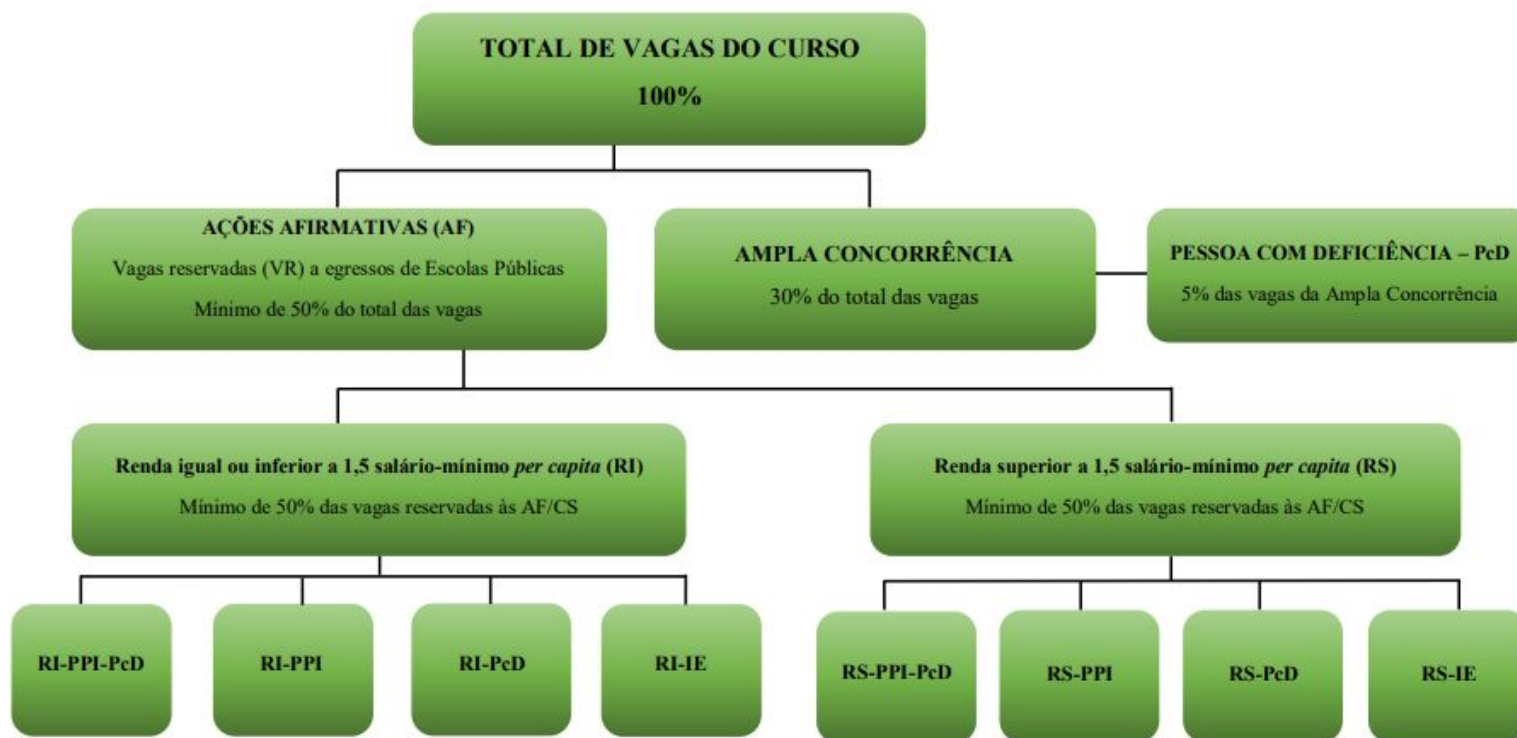 TOTAL DE VAGAS DO CURSO
100%
AÇÕES AFIRMATIVAS (AF)
Vagas reservadas (VR) a egressos de Escolas Públicas
Mínimo de 50% do total das vagas
AMPLA CONCORRÊNCIA
30% do total das vagas
PESSOA COM DEFICIÊNCIA – PcD
5% das vagas da Ampla Concorrência
Renda igual ou inferior a 1,5 salário-mínimo per capita (RI)
Mínimo de 50% das vagas reservadas às AF/CS
Renda superior a 1,5 salário-mínimo per capita (RS)
Mínimo de 50% das vagas reservadas às AF/CS
RI-PPI-PcD
RI-PPI
RI-PcD
RI-IE
RS-PPI-PcD
RS-PPI
RS-PcD
RS-IE